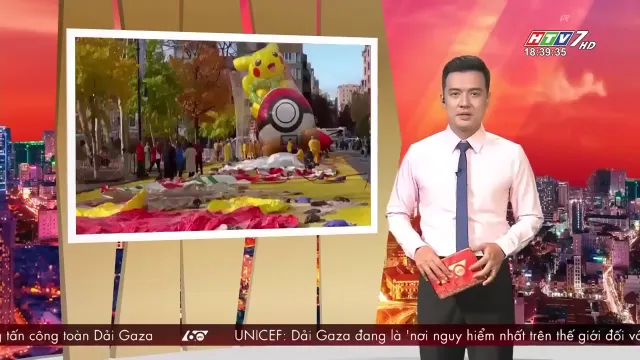 HTV7 HD
18:39:35
g tấn công toàn Dải Gaza 60 UNICEF: Dải Gaza đang là 'nơi nguy hiểm nhất trên thế giới đối v